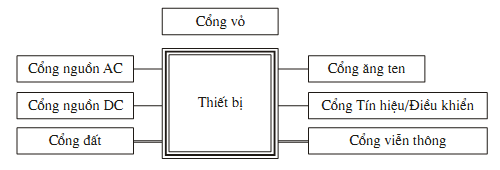 Cổng vỏ
Cổng nguồn AC
Cổng nguồn DC
Cổng đất
Thiết bị
Cổng ăng ten
Cổng Tín hiệu/Điều khiển
Cổng viễn thông